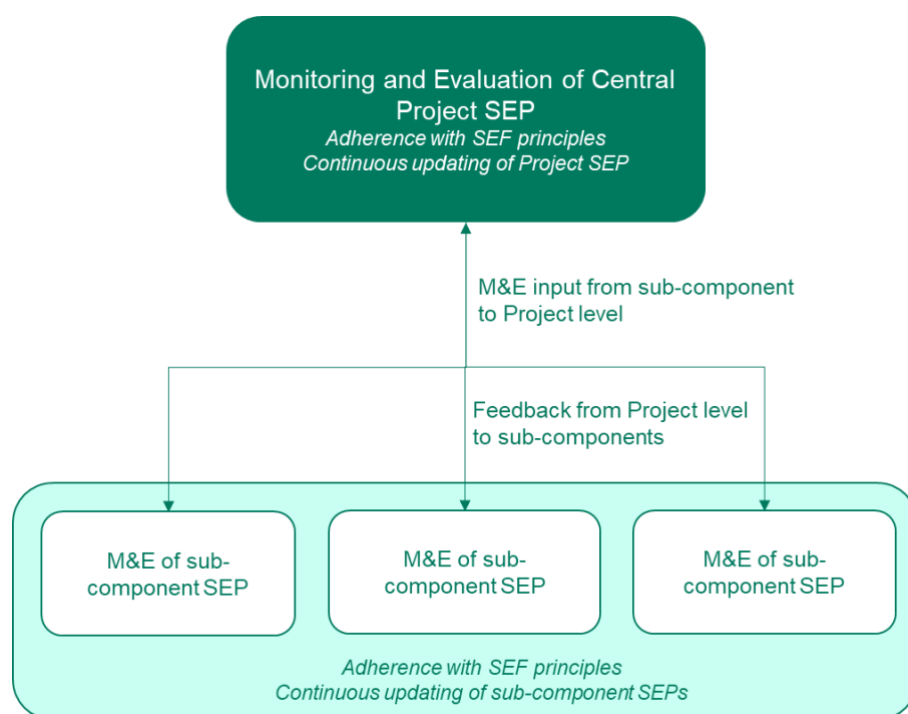 Monitoring and Evaluation of Central
Project SEP
Adherence with SEF principles
Continuous updating of Project SEP
M&E input from sub-component
to Project level
Feedback from Project level
to sub-components
M&E of sub-
component SEP
M&E of sub-
component SEP
M&E of sub-
component SEP
Adherence with SEF principles
Continuous updating of sub-component SEPs